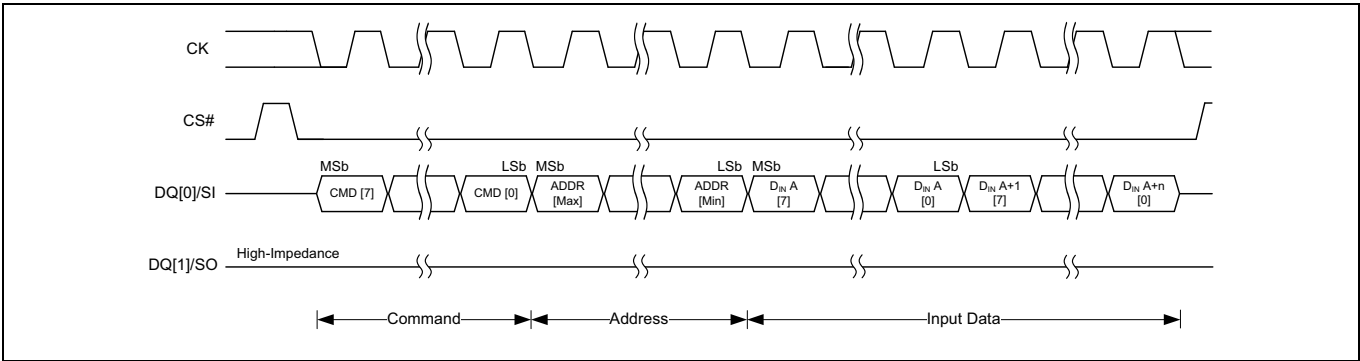 CK
CS#
MSb LSb MSb LSb MSb LSb
DQ[0]/SI CMD [7] CMD [0] ADDR [Max] ADDR [Min] DIN A [7] DIN A [0] DIN A+1 [7] DIN A+n [0]
High-Impedance
DQ[1]/SO
Command Address Input Data